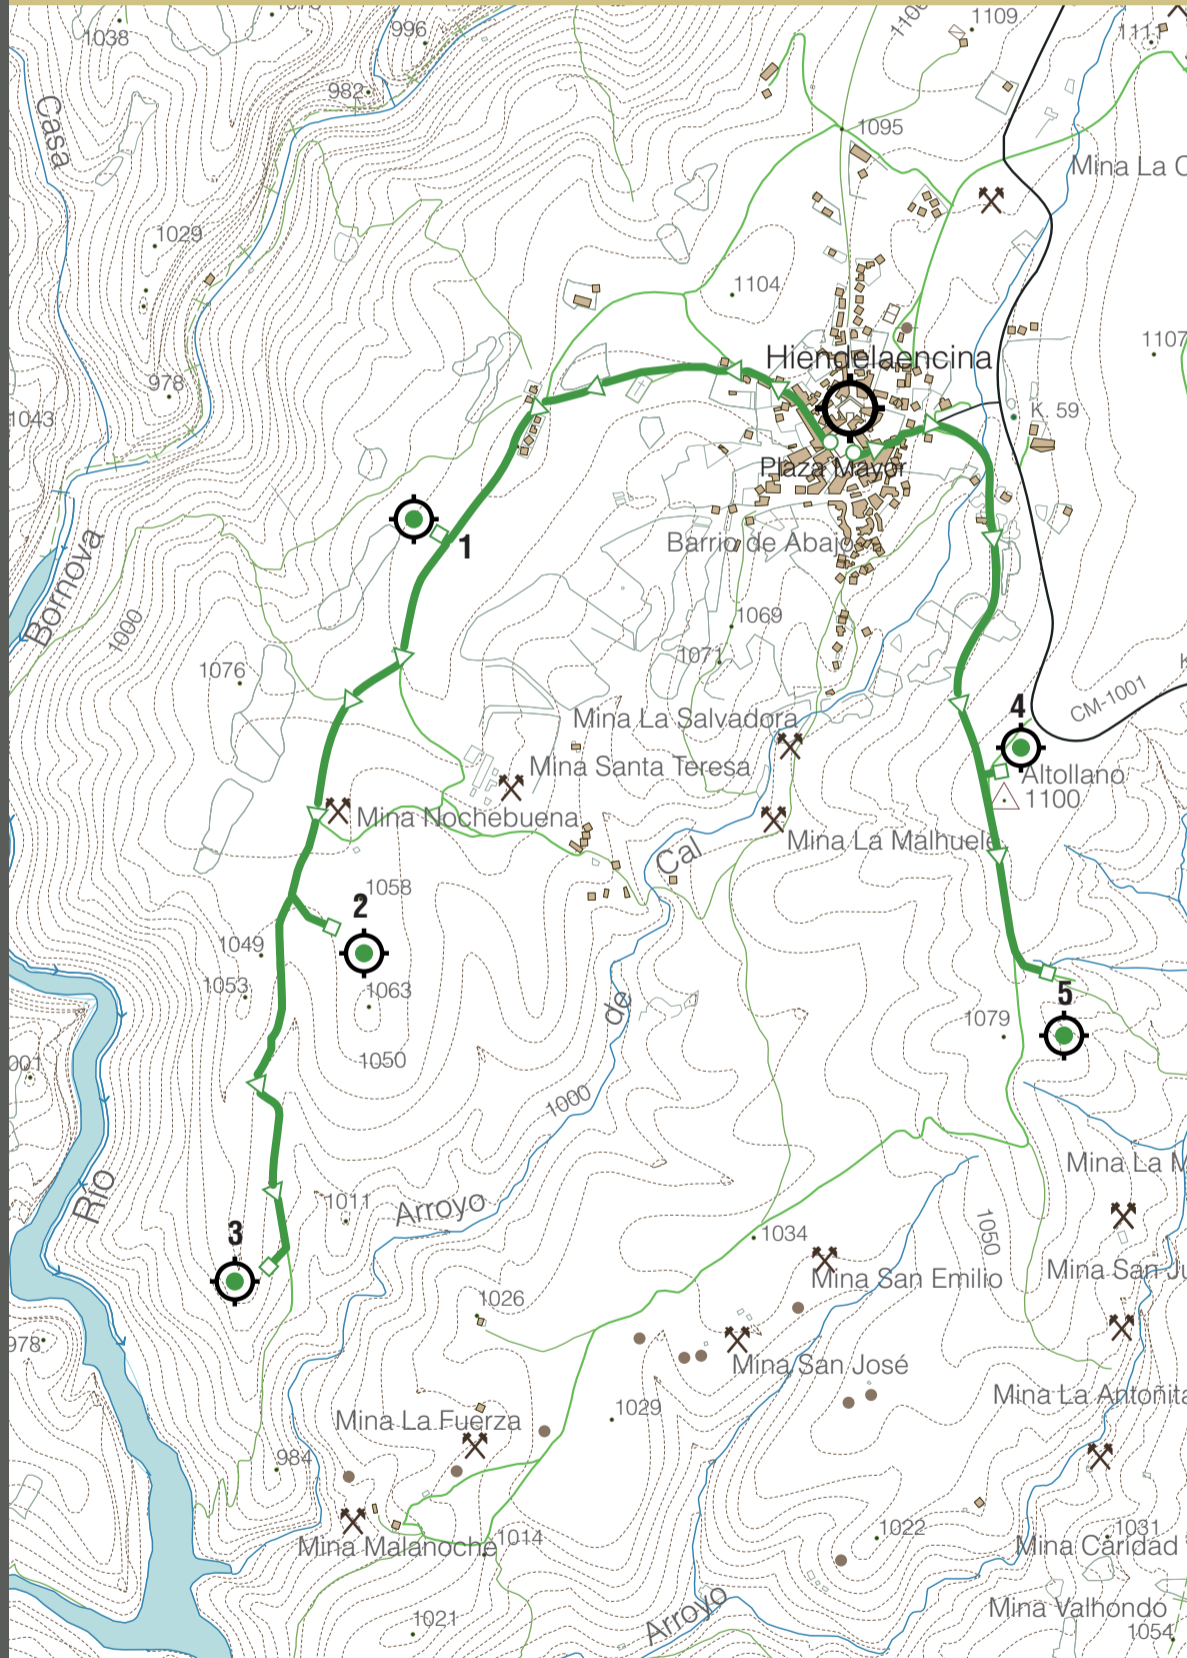 1109
1111
1038
996
982
1095
Casa
Mina La C
1029
1104
1107
Hiendelaencina
978
1043
K. 59
Plaza Mayor
1
Barrio de Abajo
Bornova
1000
1069
1071
1076
CM-1001
4
Mina La Salvadora
Mina Santa Teresa
Altollano
1100
Mina Nochebuena
Mina La Malhuele
Cal
1058
2
1049
1053
1063
de
5
1079
1050
1000
Mina La M
Río
Arroyo
1011
3
1034
1050
Mina San Emilio
Mina San Ju
1026
978
Mina San José
Mina La Antoñita
Mina La Fuerza
1029
984
1022
1031
Mina Malanoche
1014
Mina Caridad
Mina Valhondo
Arroyo
1021
1054